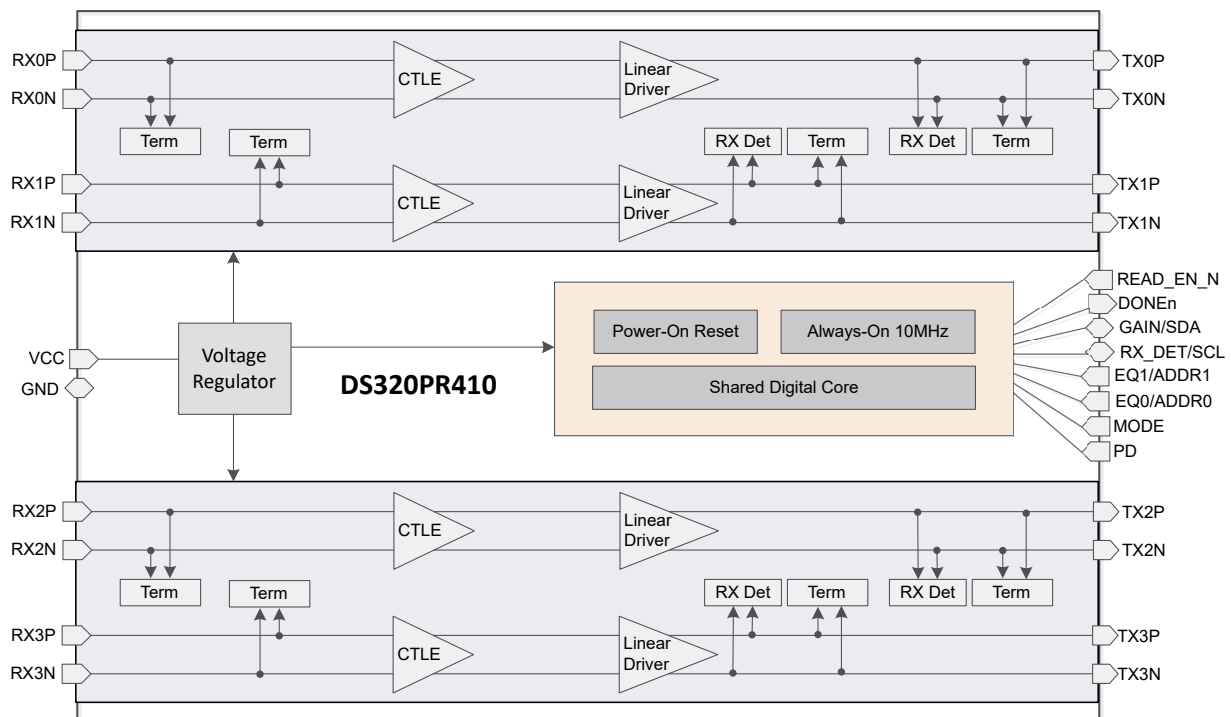 RX0P
CTLE
Linear
Driver
TX0P
RX0N
TX0N
Term
Term
RX Det
Term
RX Det
Term
RX1P
CTLE
Linear
Driver
TX1P
RX1N
TX1N
READ_EN_N
DONEn
GAIN/SDA
RX_DET/SCL
EQ1/ADDR1
EQ0/ADDR0
MODE
PD
VCC
GND
Voltage
Regulator
DS320PR410
Power-On Reset
Always-On 10MHz
Shared Digital Core
RX2P
CTLE
Linear
Driver
TX2P
RX2N
TX2N
Term
Term
RX Det
Term
RX Det
Term
RX3P
CTLE
Linear
Driver
TX3P
RX3N
TX3N